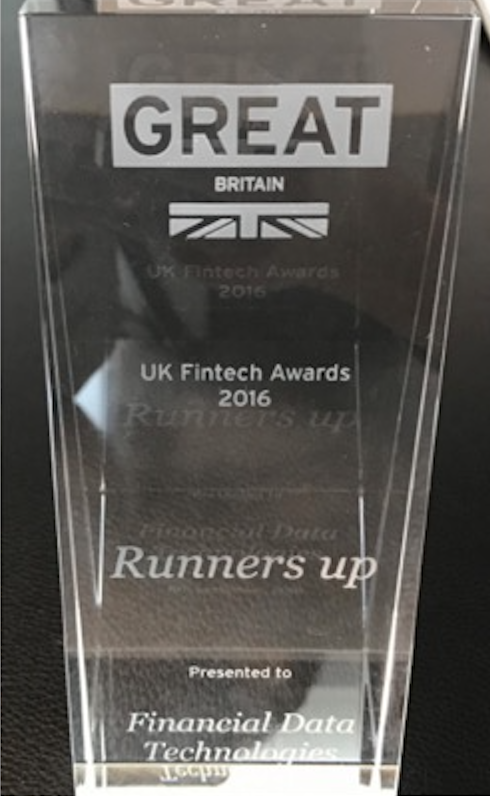 GREAT
BRITAIN
UK Fintech Awards
2016
Runners up
Presented to
Financial Data
Technologies